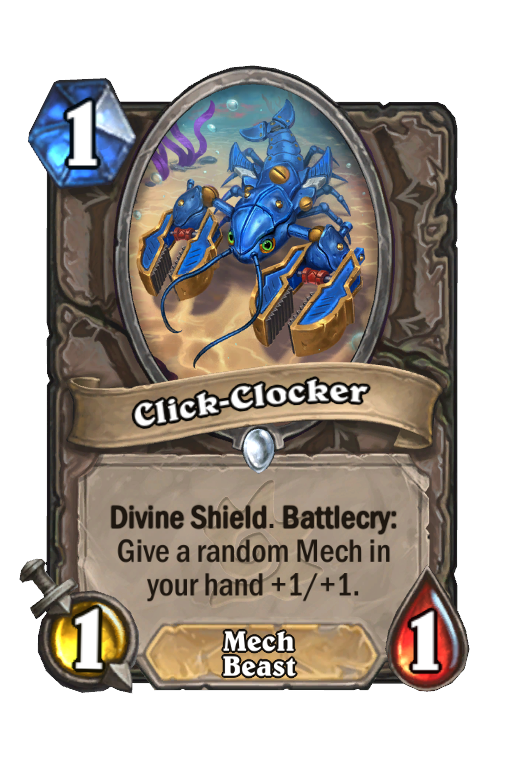 1
Click-Clocker
Divine Shield. Battlecry:
Give a random Mech in
your hand +1/+1.
1
Mech
Beast
1